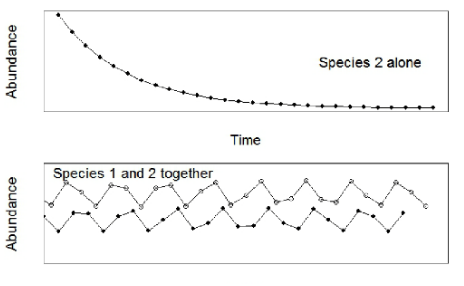 Abundance
Species 2 alone
Time
Abundance
Species 1 and 2 together